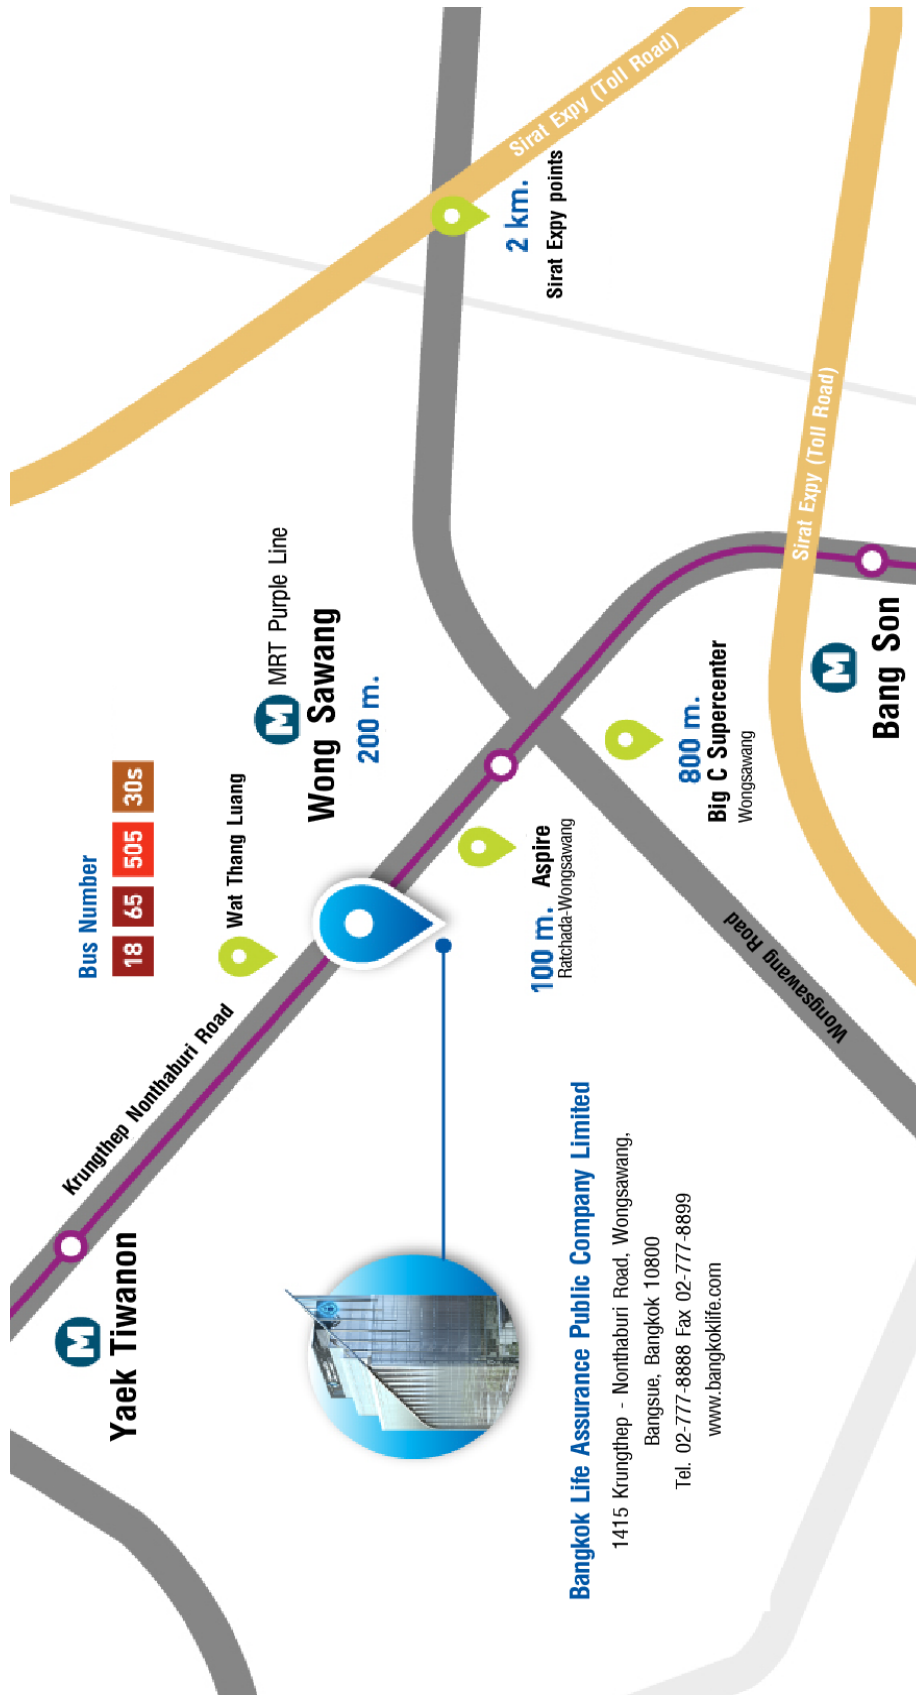 Bus Number
18 65 505 30s
Krungthep Nonthaburi Road
Wat Thang Luang
M MRT Purple Line
Wong Sawang
200 m.
M
Yaek Tiwanon
Sirat Expy (Toll Road)
2 km.
Sirat Expy points
100 m. Aspire
Ratchada-Wongsawang
800 m.
Big C Supercenter
Wongsawang
Sirat Expy (Toll Road)
M
Bang Son
Wongsawang Road
Bangkok Life Assurance Public Company Limited
1415 Krungthep - Nonthaburi Road, Wongsawang,
Bangsue, Bangkok 10800
Tel. 02-777-8888 Fax 02-777-8899
www.bangkoklife.com